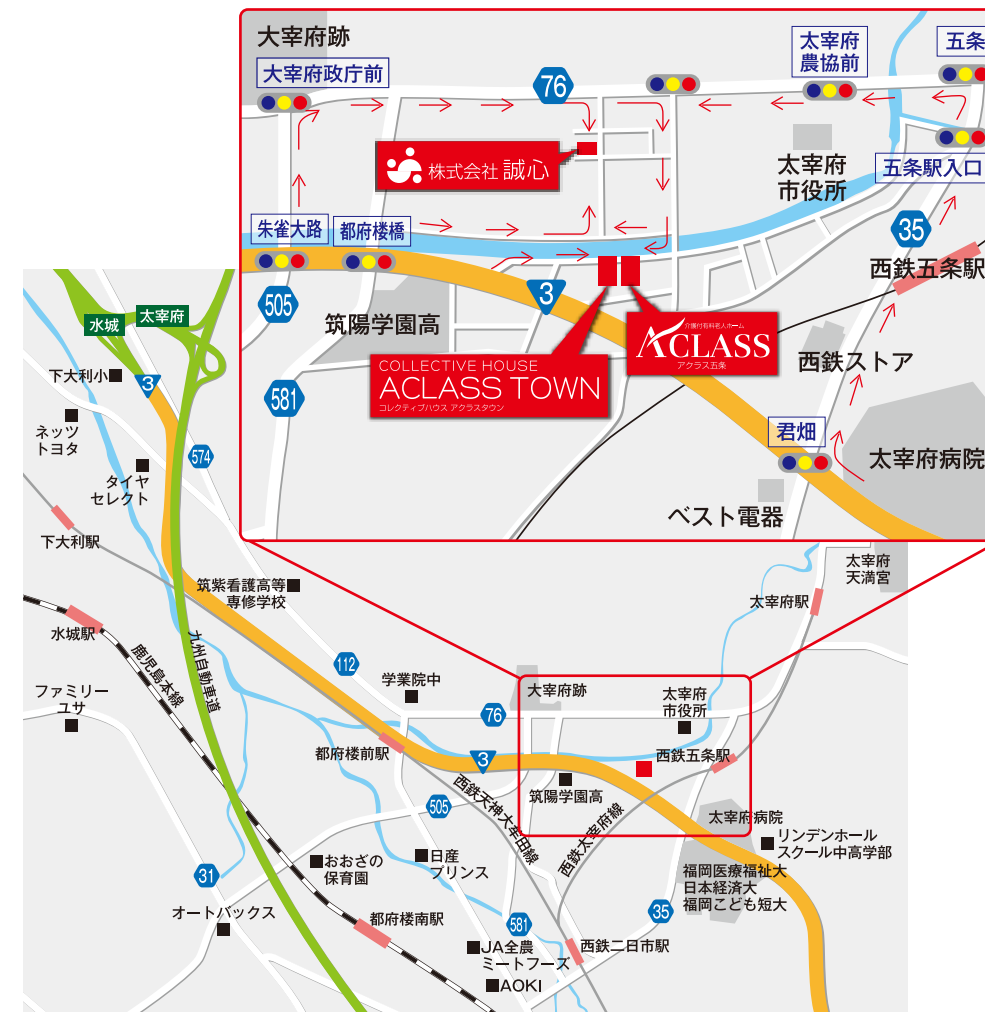 大宰府跡
大宰府政庁前
76
太宰府
農協前
五条
株式会社 誠心
太宰府
市役所
五条駅入口
朱雀大路
都府楼橋
35
西鉄五条駅
505
3
筑陽学園高
介護付有料老人ホーム
ACLASS
アクラス五条
COLLECTIVE HOUSE
ACLASS TOWN
コレクティブハウス アクラスタウン
西鉄ストア
581
君畑
太宰府病院
ベスト電器
水城
太宰府
下大利小
3
ネッツ
トヨタ
574
タイヤ
セレクト
下大利駅
太宰府
天満宮
筑紫看護高等
専修学校
太宰府駅
水城駅
九州自動車道
鹿児島本線
112
学業院中
大宰府跡
太宰府
市役所
ファミリー
ユサ
76
都府楼前駅
3
西鉄五条駅
西鉄天神大牟田線
筑陽学園高
505
西鉄太宰府線
太宰府病院
リンデンホール
スクール中高学部
おおざの
保育園
日産
プリンス
福岡医療福祉大
日本経済大
福岡こども短大
31
オートバックス
都府楼南駅
35
581
JA全農
ミートフーズ
西鉄二日市駅
AOKI